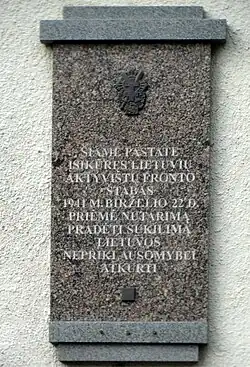 ŠIAME PASTATE
ĮSIKŪRĘS LIETUVIŲ
AKTYVISTŲ FRONTO
ŠTABAS
1941 M. BIRŽELIO 22 D.
PRIĖMĖ NUTARIMĄ
PRADĖTI SUKILIMĄ
LIETUVOS
NEPRIKLAUSOMYBEI
ATKURTI